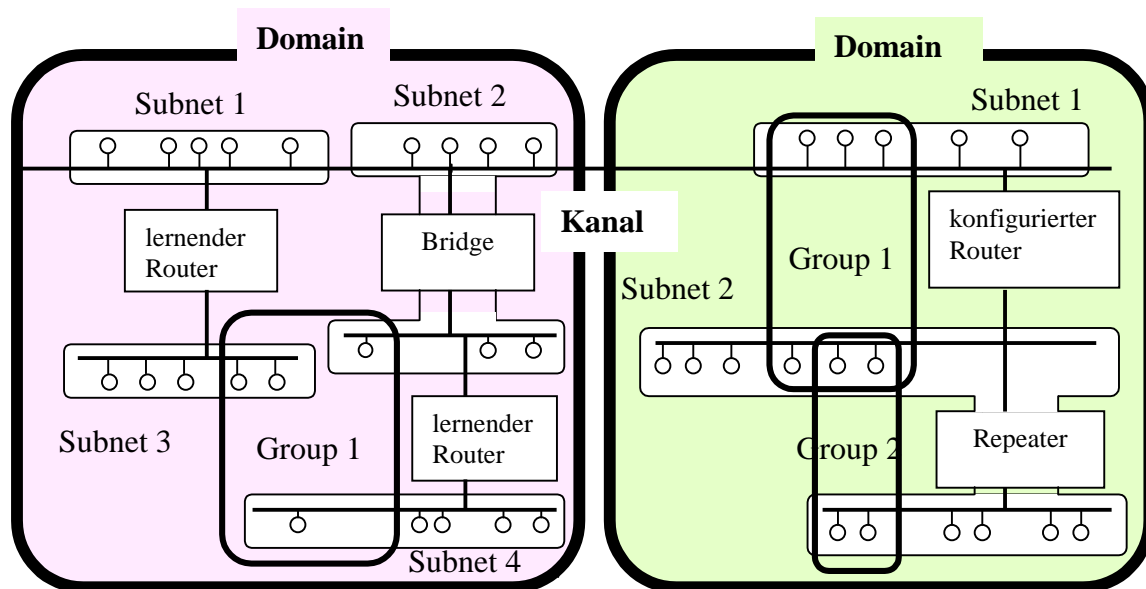 Domain
Subnet 1
Subnet 2
lernender
Router
Bridge
Kanal
Subnet 3
Group 1
lernender
Router
Subnet 4
Domain
Subnet 1
konfigurierter
Router
Group 1
Subnet 2
Group 2
Repeater